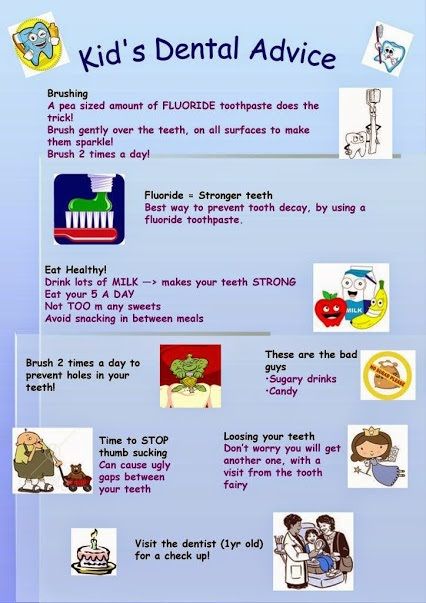 Kid's Dental Advice
Brushing
A pea sized amount of FLUORIDE toothpaste does the
trick!
Brush gently over the teeth, on all surfaces to make
them sparkle!
Brush 2 times a day!
Fluoride = Stronger teeth
Best way to prevent tooth decay, by using a
fluoride toothpaste.
Eat Healthy!
Drink lots of MILK —> makes your teeth STRONG
Eat your 5 A DAY
Not TOO m any sweets
Avoid snacking in between meals
MILK
Brush 2 times a day to
prevent holes in your
teeth!
These are the bad
guys
•Sugary drinks
•Candy
NO SUGAR PLEASE
Time to STOP
thumb sucking
Can cause ugly
gaps between
your teeth
Loosing your teeth
Don't worry you will get
another one, with a
visit from the tooth
fairy
Visit the dentist (1yr old)
for a check up!